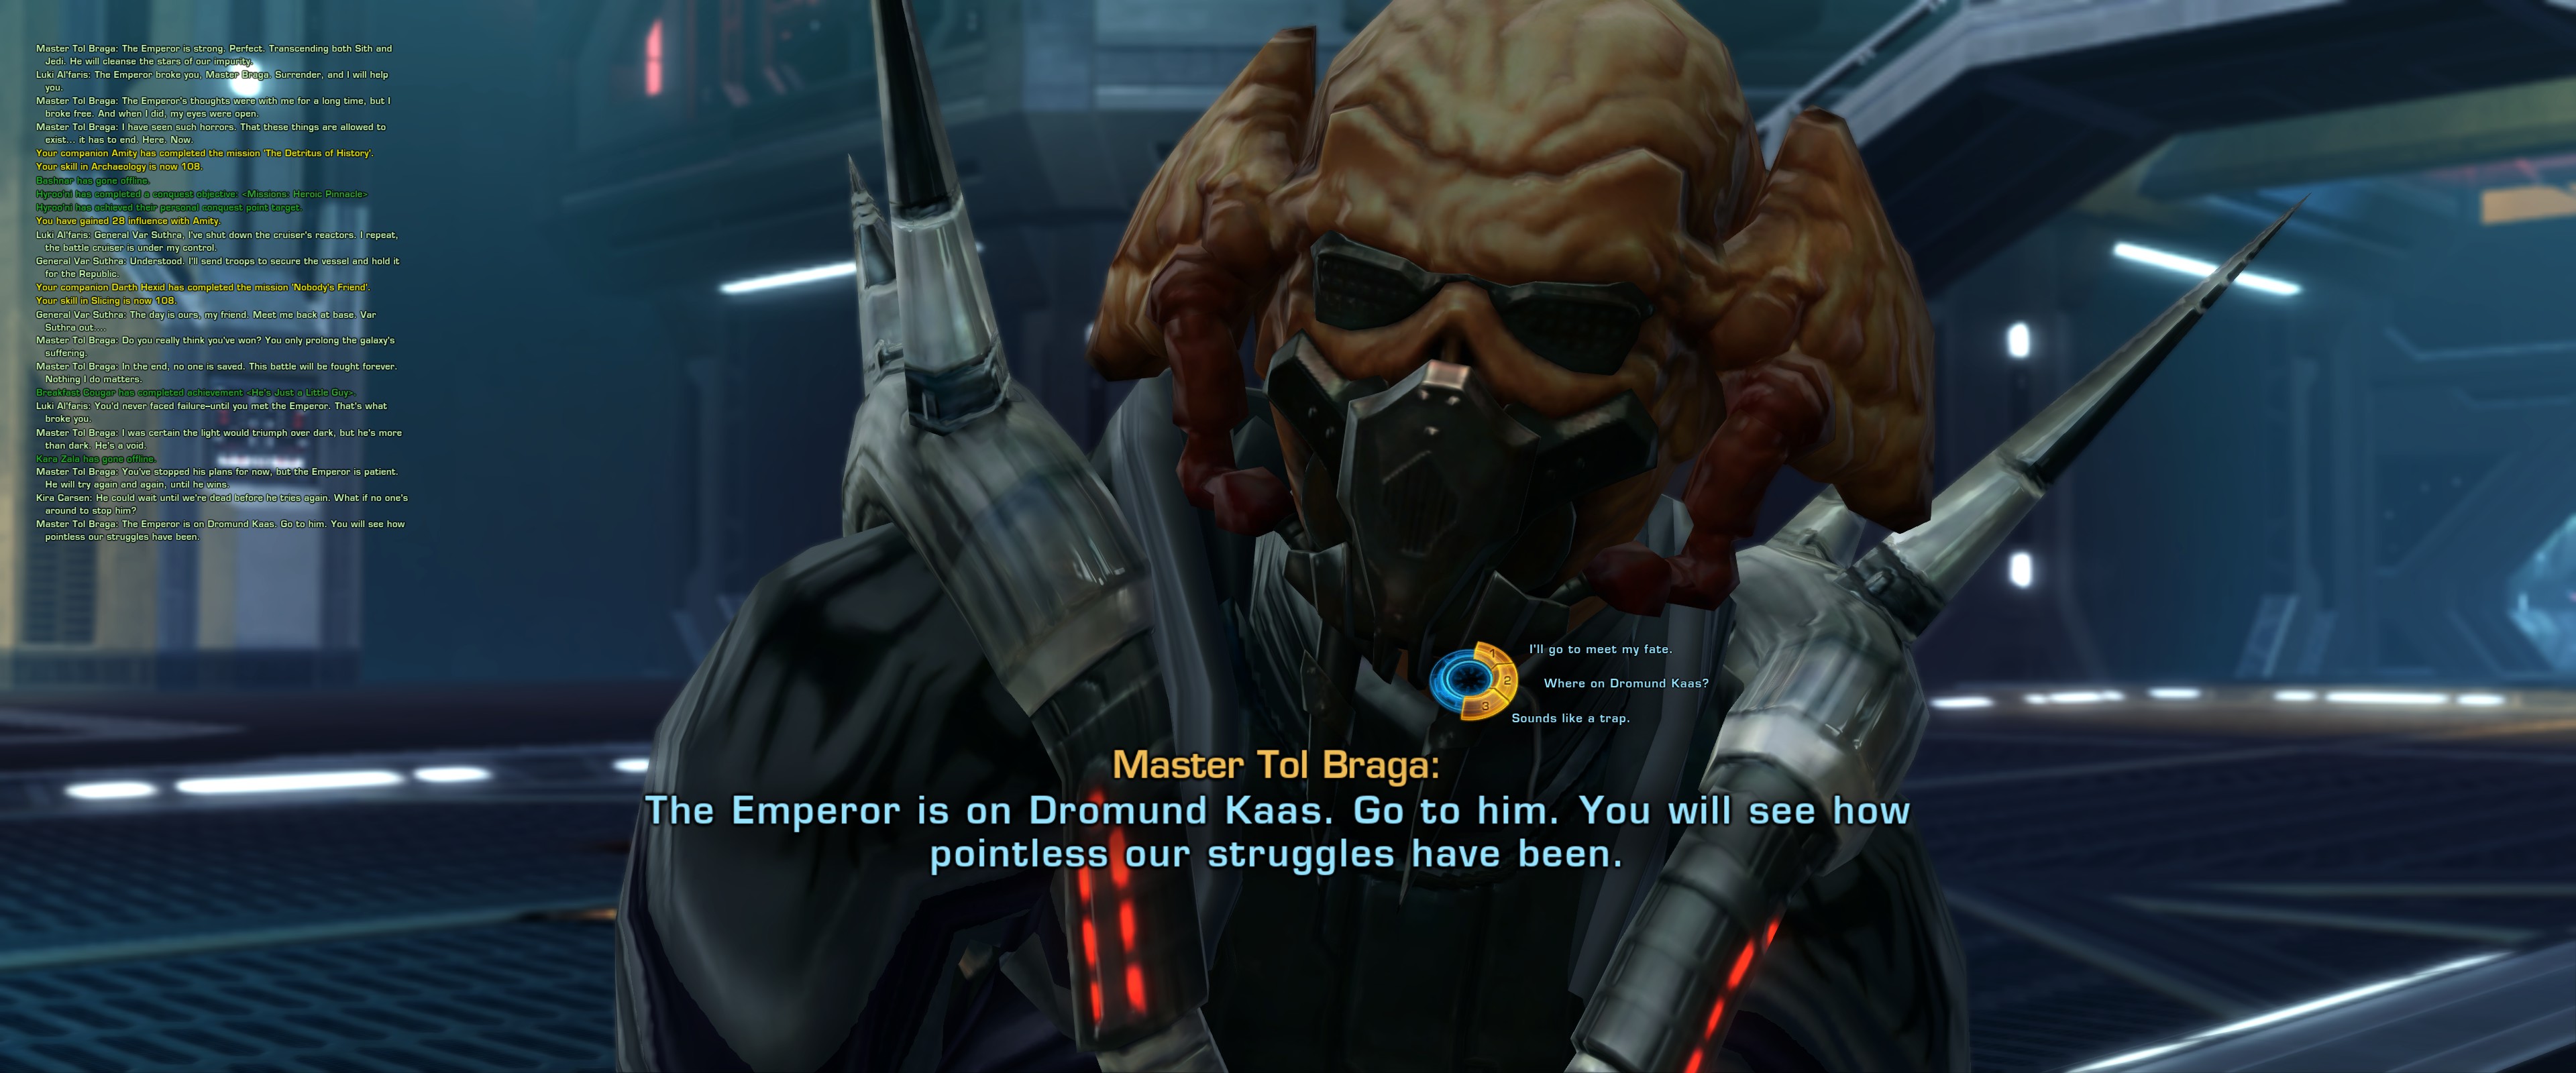 Master Tol Braga: The Emperor is strong. Perfect. Transcending both Sith and
Jedi. He will cleanse the stars of our impurity.
Luki Al'faris: The Emperor broke you, Master Braga. Surrender, and I will help
you.
Master Tol Braga: The Emperor's thoughts were with me for a long time, but I
broke free. And when I did, my eyes were open.
Master Tol Braga: I have seen such horrors. That these things are allowed to
exist... it has to end. Here. Now.
Your companion Amity has completed the mission 'The Detritus of History'.
Your skill in Archaeology is now 108.
Bashnar has gone offline.
Hyroo'ni has completed a conquest objective: <Missions: Heroic Pinnacle>
Hyroo'ni has achieved their personal conquest point target.
You have gained 28 influence with Amity.
Luki Al'faris: General Var Suthra, I've shut down the cruiser's reactors. I repeat,
the battle cruiser is under my control.
General Var Suthra: Understood. I'll send troops to secure the vessel and hold it
for the Republic.
Your companion Darth Hexid has completed the mission 'Nobody's Friend'.
Your skill in Slicing is now 108.
General Var Suthra: The day is ours, my friend. Meet me back at base. Var
Suthra out....
Master Tol Braga: Do you really think you've won? You only prolong the galaxy's
suffering.
Master Tol Braga: In the end, no one is saved. This battle will be fought forever.
Nothing I do matters.
Breakfast Cougar has completed achievement <He's Just a Little Guy>.
Luki Al'faris: You'd never faced failure–until you met the Emperor. That's what
broke you.
Master Tol Braga: I was certain the light would triumph over dark, but he's more
than dark. He's a void.
Kara Zala has gone offline.
Master Tol Braga: You've stopped his plans for now, but the Emperor is patient.
He will try again and again, until he wins.
Kira Carsen: He could wait until we're dead before he tries again. What if no one's
around to stop him?
Master Tol Braga: The Emperor is on Dromund Kaas. Go to him. You will see how
pointless our struggles have been.
1 I'll go to meet my fate.
2 Where on Dromund Kaas?
3 Sounds like a trap.
Master Tol Braga:
The Emperor is on Dromund Kaas. Go to him. You will see how
pointless our struggles have been.